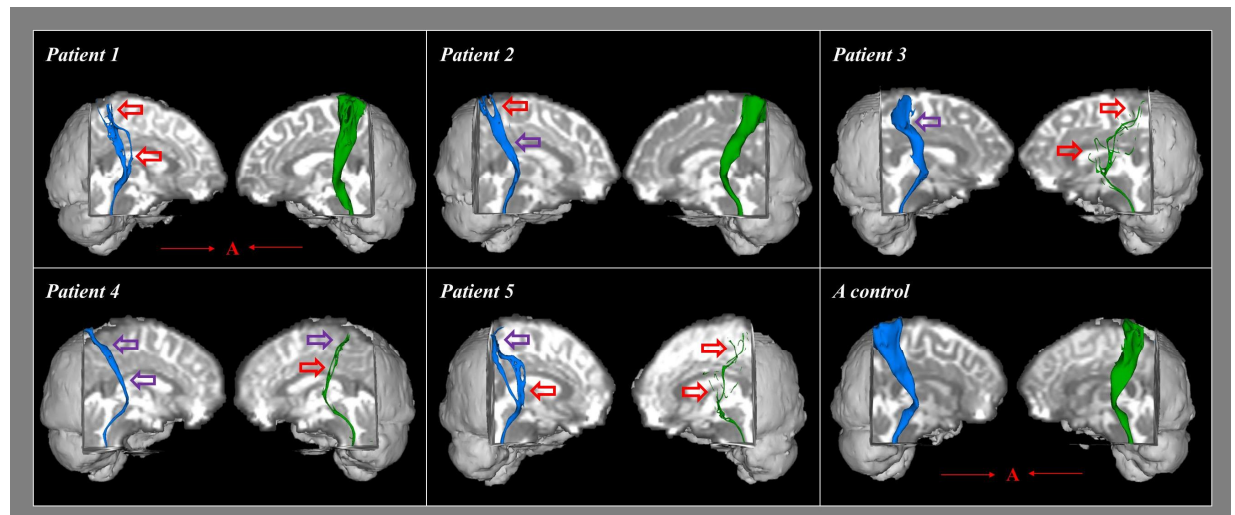 Patient 1
Patient 2
Patient 3
A
Patient 4
Patient 5
A control
A